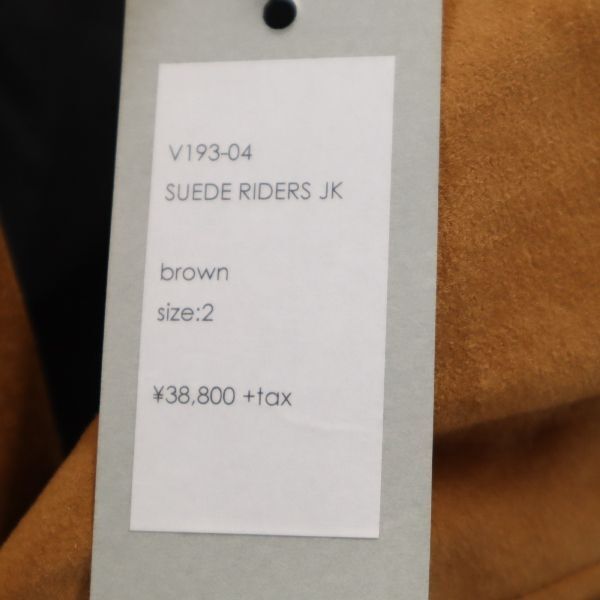 V193-04
SUEDE RIDERS JK
brown
size:2
¥38,800 +tax